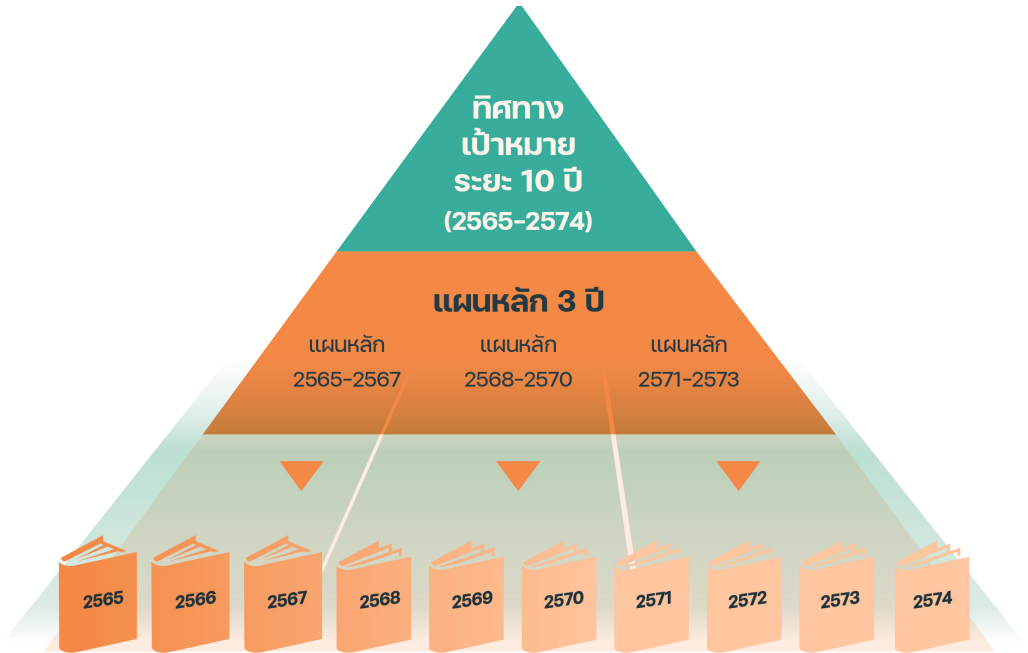 ทิศทาง
เป้าหมาย
ระยะ 10 ปี
(2565-2574)
แผนหลัก 3 ปี
แผนหลัก
2565-2567
แผนหลัก
2568-2570
แผนหลัก
2571-2573
2565
2566
2567
2568
2569
2570
2571
2572
2573
2574